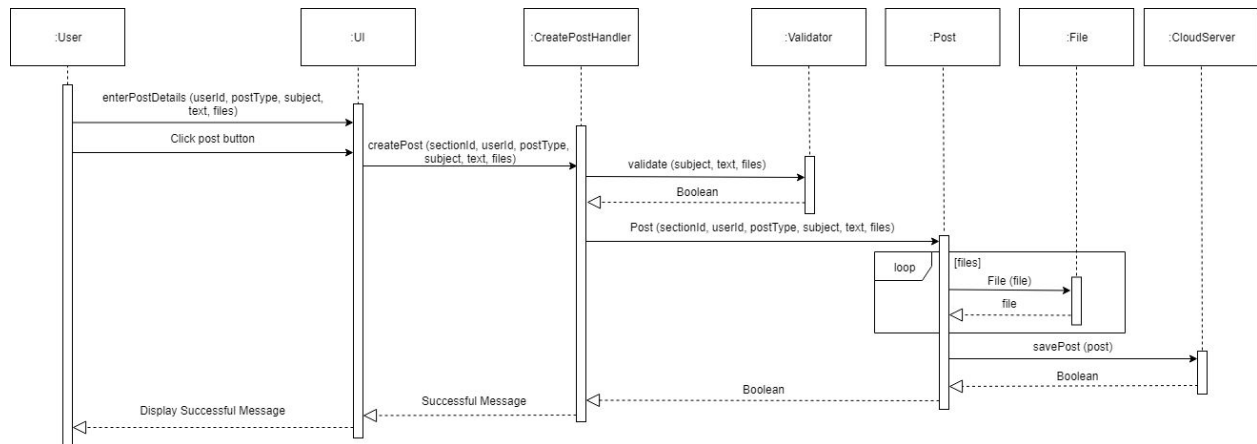 :User
:UI
:CreatePostHandler
:Validator
:Post
:File
:CloudServer
enterPostDetails (userId, postType, subject,
text, files)
Click post button
createPost (sectionId, userId, postType,
subject, text, files)
validate (subject, text, files)
Boolean
Post (sectionId, userId, postType, subject, text, files)
loop
[files]
File (file)
file
savePost (post)
Boolean
Boolean
Successful Message
Display Successful Message